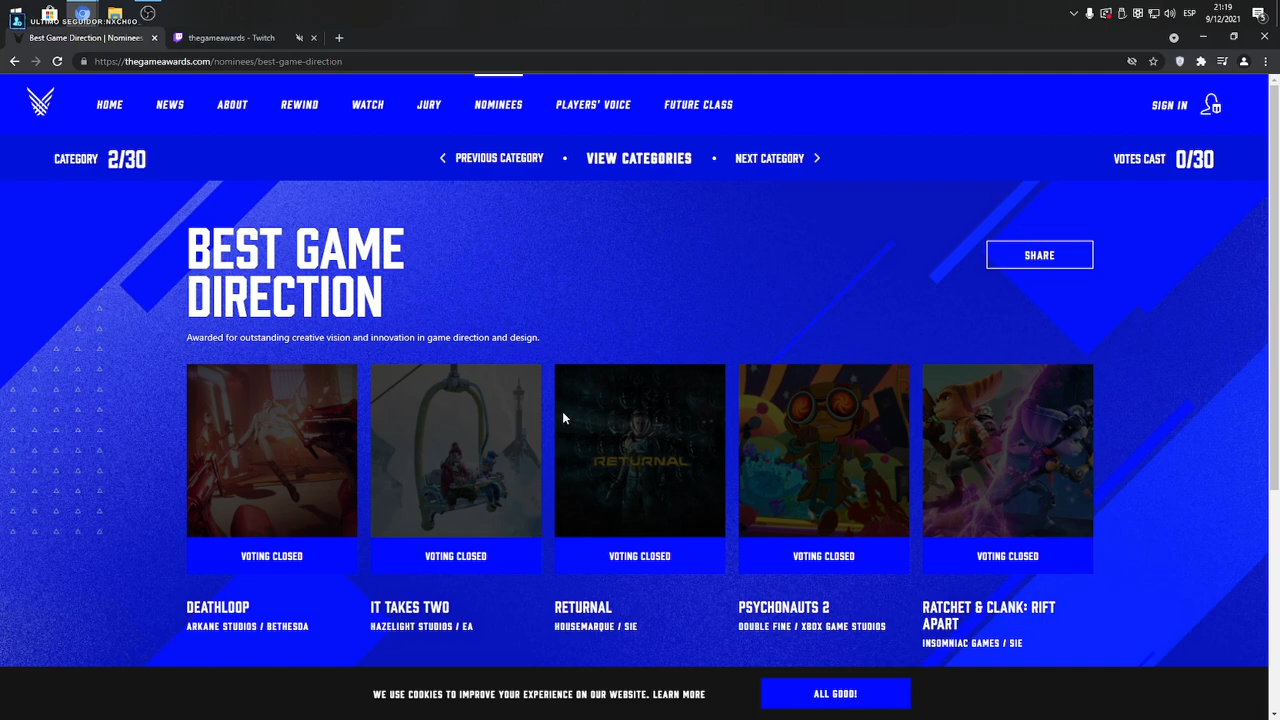 21:19
ULTIMO SEGUIDOR:NXCH0O
ESP
9/12/2021
Best Game Direction | Nominees
thegameawards - Twitch
https://thegameawards.com/nominees/best-game-direction
HOME
NEWS
ABOUT
REWIND
WATCH
JURY
NOMINEES
PLAYERS' VOICE
FUTURE CLASS
SIGN IN
CATEGORY 2/30
PREVIOUS CATEGORY
VIEW CATEGORIES
NEXT CATEGORY
VOTES CAST 0/30
BEST GAME
DIRECTION
SHARE
Awarded for outstanding creative vision and innovation in game direction and design.
RETURNAL
VOTING CLOSED
VOTING CLOSED
VOTING CLOSED
VOTING CLOSED
VOTING CLOSED
DEATHLOOP
ARKANE STUDIOS / BETHESDA
IT TAKES TWO
HAZELIGHT STUDIOS / EA
RETURNAL
HOUSEMARQUE / SIE
PSYCHONAUTS 2
DOUBLE FINE / XBOX GAME STUDIOS
RATCHET & CLANK: RIFT
APART
INSOMNIAC GAMES / SIE
WE USE COOKIES TO IMPROVE YOUR EXPERIENCE ON OUR WEBSITE. LEARN MORE
ALL GOOD!